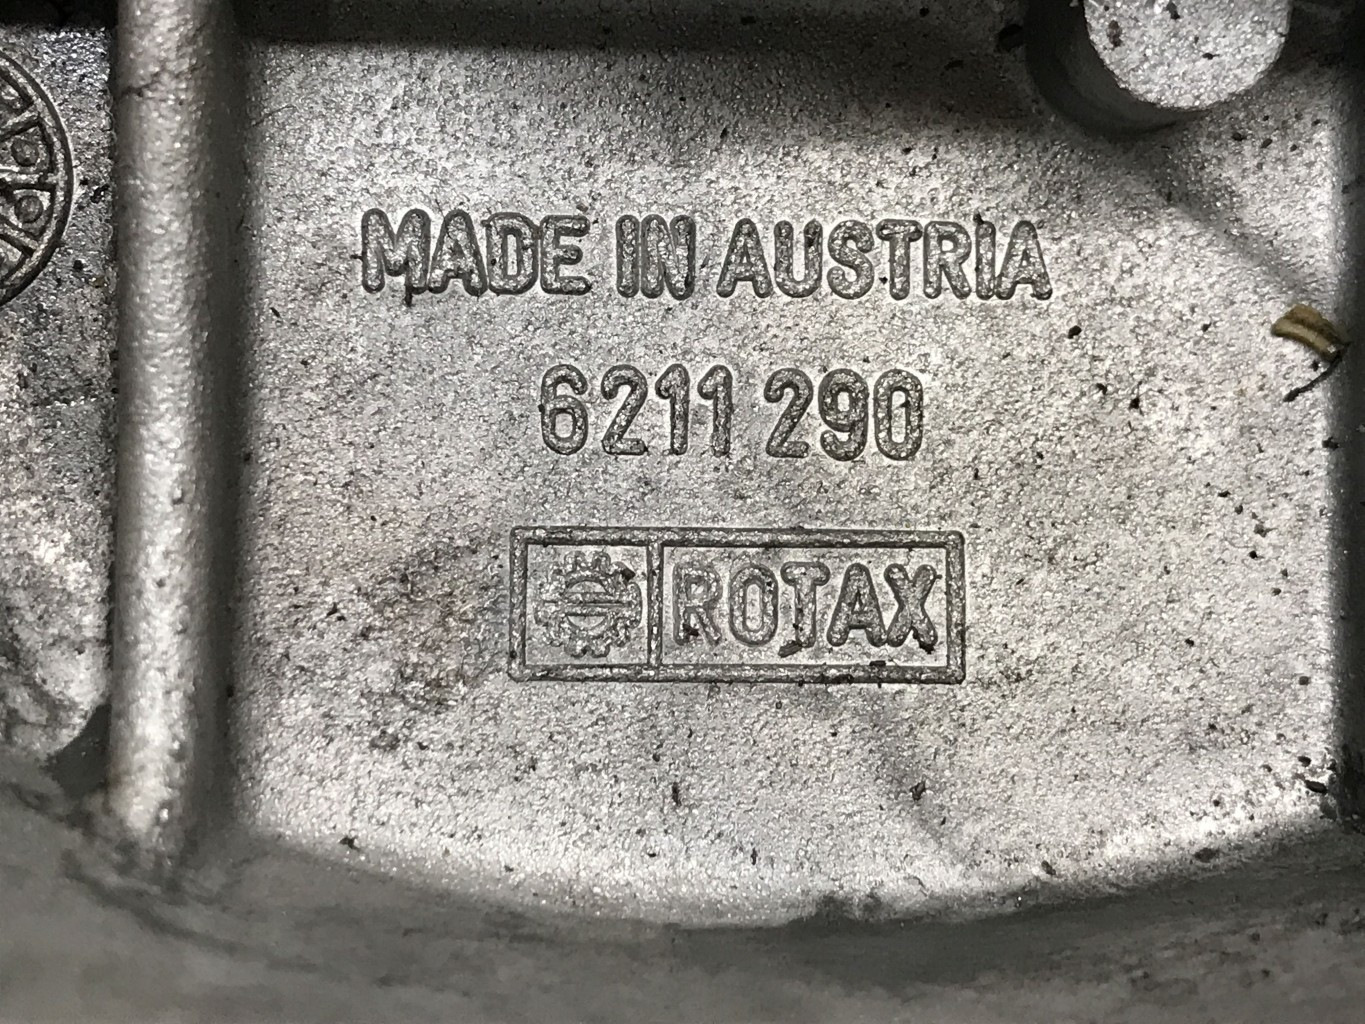 MADE IN AUSTRIA
6211 290
ROTAX